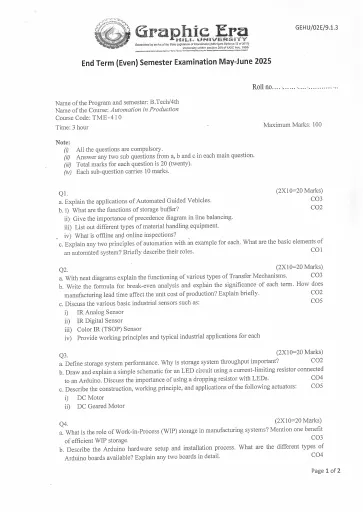 GEHU/02E/9.1.3
Graphic Era
HILL UNIVERSITY
End Term (Even) Semester Examination May-June 2025
Roll no.
Name of the Program and semester: B.Tech/4th
Name of the Course: Automation in Production
Course Code: TME-410
Time: 3 hour Maximum Marks: 100
Note:
(i) All the questions are compulsory.
(ii) Answer any two sub questions from a, b and c in each main question.
(iii) Total marks for each question is 20 (twenty).
(iv) Each sub-question carries 10 marks.
Q1. (2X10=20 Marks)
a. Explain the applications of Automated Guided Vehicles. CO3
b. i) What are the functions of storage buffer? CO2
ii) Give the importance of precedence diagram in line balancing.
iii) List out different types of material handling equipment.
iv) What is offline and online inspections?
c. Explain any two principles of automation with an example for each. What are the basic elements of
an automated system? Briefly describe their roles. CO1
Q2. (2X10=20 Marks)
a. With neat diagrams explain the functioning of various types of Transfer Mechanisms. CO3
b. Write the formula for break-even analysis and explain the significance of each term. How does
manufacturing lead time affect the unit cost of production? Explain briefly. CO2
c. Discuss the various basic industrial sensors such as: CO5
i) IR Analog Sensor
ii) IR Digital Sensor
iii) Color IR (TSOP) Sensor
iv) Provide working principles and typical industrial applications for each
Q3. (2X10=20 Marks)
a. Define storage system performance. Why is storage system throughput important? CO2
b. Draw and explain a simple schematic for an LED circuit using a current-limiting resistor connected
to an Arduino. Discuss the importance of using a dropping resistor with LEDs. CO4
c. Describe the construction, working principle, and applications of the following actuators: CO5
i) DC Motor
ii) DC Geared Motor
Q4. (2X10=20 Marks)
a. What is the role of Work-in-Process (WIP) storage in manufacturing systems? Mention one benefit
of efficient WIP storage. CO3
b. Describe the Arduino hardware setup and installation process. What are the different types of
Arduino boards available? Explain any two boards in detail. CO4
Page 1 of 2